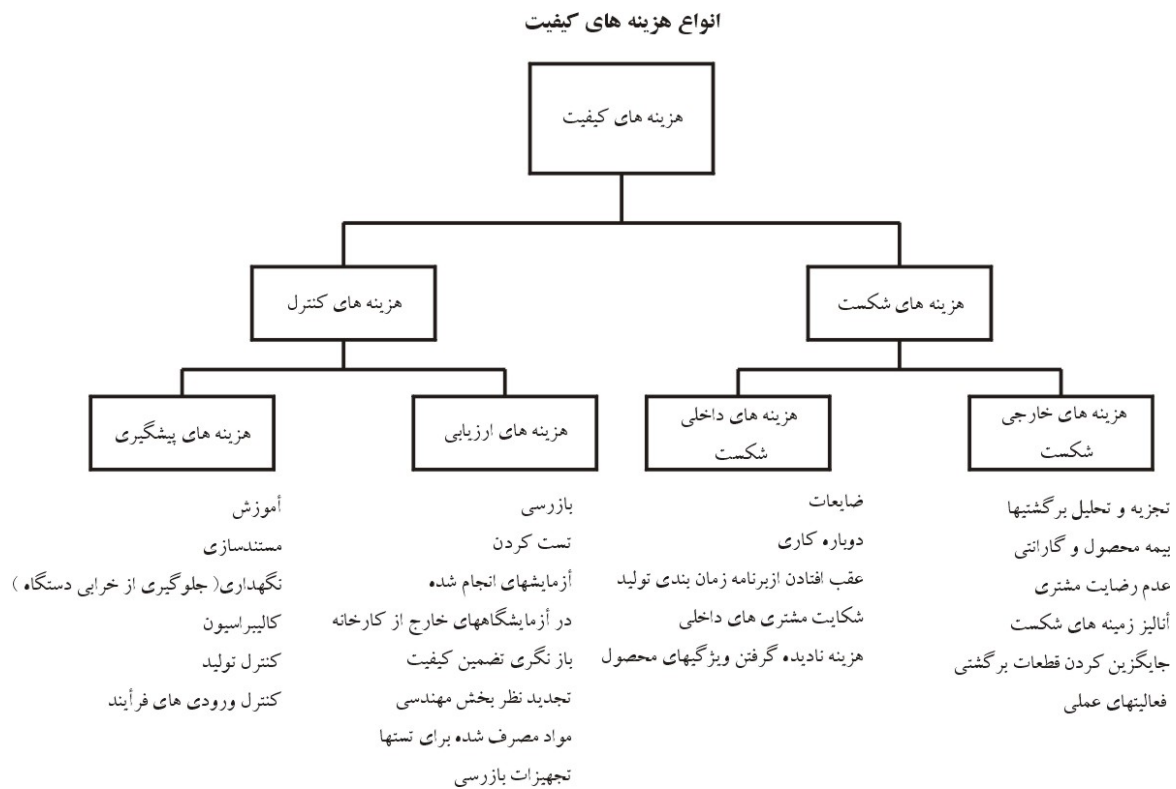 انواع هزینه های کیفیت
هزینه های کیفیت
هزینه های شکست
هزینه های کنترل
هزینه های خارجی
شکست
تجزیه و تحلیل برگشتیها
بیمه محصول و گارانتی
عدم رضایت مشتری
أنالیز زمینه های شکست
جایگزین کردن قطعات برگشتی
فعالیتهای عملی
هزینه های داخلی
شکست
ضایعات
دوباره کاری
عقب افتادن ازبرنامه زمان بندی تولید
شکایت مشتری های داخلی
هزینه نادیده گرفتن ویژگیهای محصول
هزینه های ارزیابی
بازرسی
تست کردن
أزمایشهای انجام شده
در أزمایشگاههای خارج از کارخانه
باز نگری تضمین کیفیت
تجدید نظر بخش مهندسی
مواد مصرف شده برای تستها
تجهیزات بازرسی
هزینه های پیشگیری
أموزش
مستندسازی
نگهداری( جلوگیری از خرابی دستگاه )
کالیبراسیون
کنترل تولید
کنترل ورودی های فرأیند